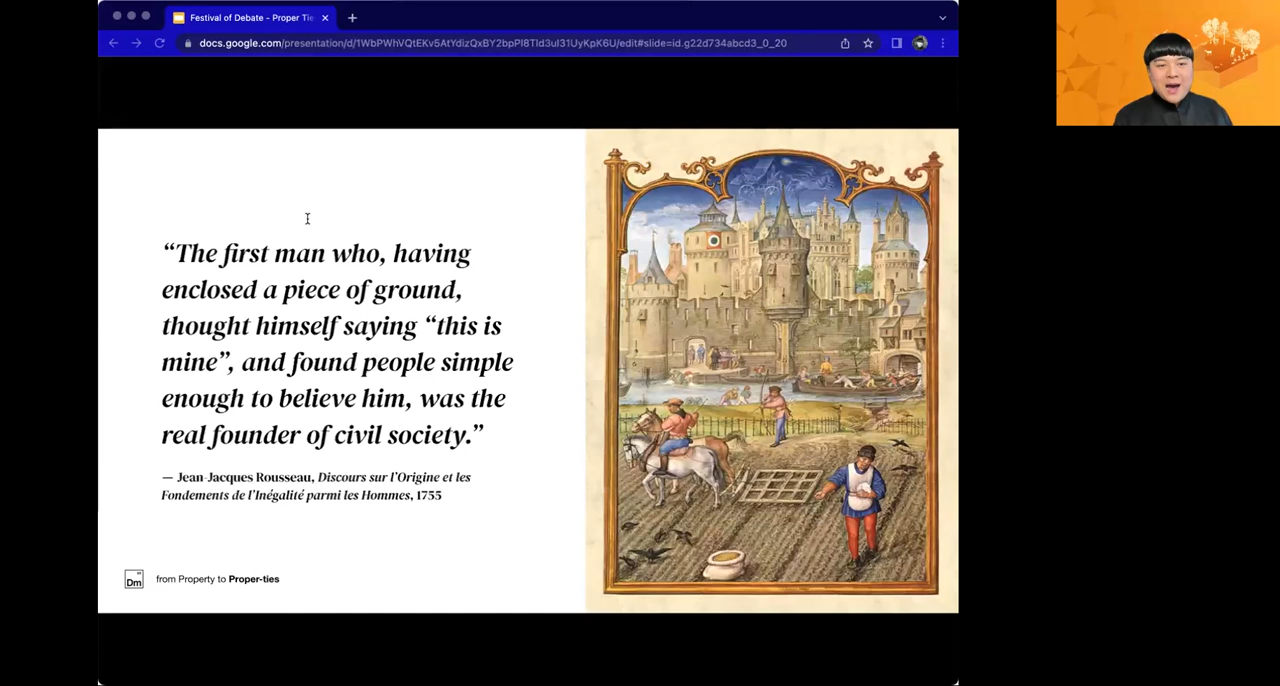 Festival of Debate - Proper Tie
docs.google.com/presentation/d/1WbPWhVQtEKv5AtYdizQxBY2bpPI8Tld3uI31UyKpK6U/edit#slide=id.g22d734abcd3_0_20
“The first man who, having
enclosed a piece of ground,
thought himself saying “this is
mine”, and found people simple
enough to believe him, was the
real founder of civil society.”
— Jean-Jacques Rousseau, Discours sur l’Origine et les
Fondements de l’Inégalité parmi les Hommes, 1755
Dm
from Property to Proper-ties